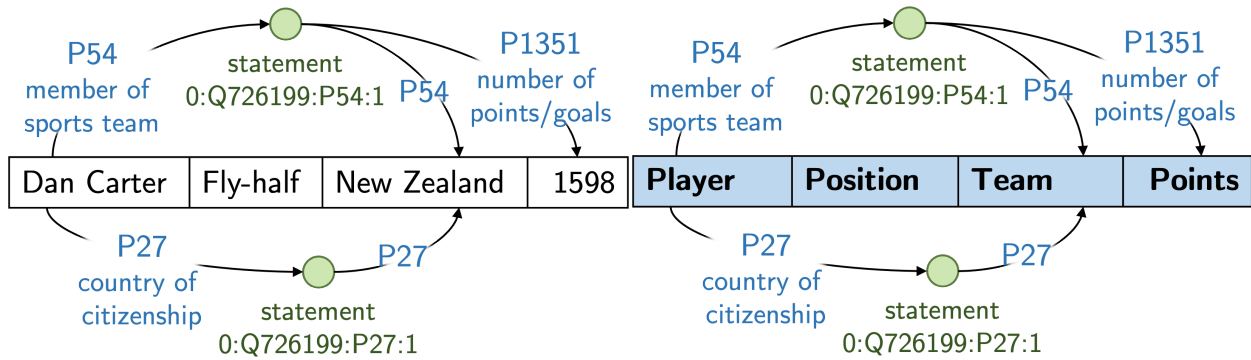 P54
member of
sports team
statement
0:Q726199:P54:1
P54
P1351
number of
points/goals
Dan Carter Fly-half New Zealand 1598
P27
country of
citizenship
P27
statement
0:Q726199:P27:1
P54
member of
sports team
statement
0:Q726199:P54:1
P54
P1351
number of
points/goals
Player Position Team Points
P27
country of
citizenship
P27
statement
0:Q726199:P27:1